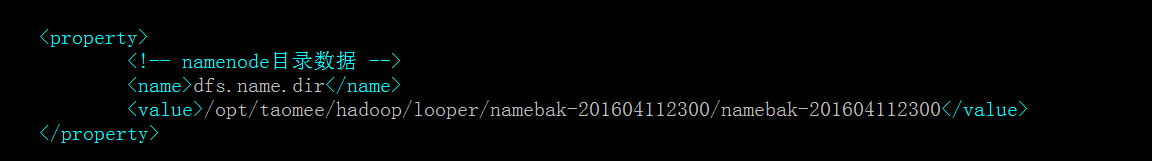 <property>
<!-- namenode目录数据 -->
<name>dfs.name.dir</name>
<value>/opt/taomee/hadoop/looper/namebak-201604112300/namebak-201604112300</value>
</property>